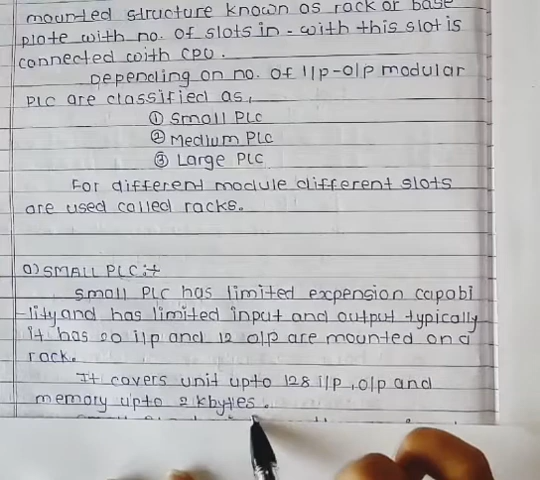 mounted structure known as rack or base
plate with no. of slots in - with this slot is
connected with CPU.
Depending on no. of I/p-O/p modular
PLC are classified as,
① Small PLC
② Medium PLC
③ Large PLC
For different module different slots
are used called racks.
a) SMALL PLC :+
Small PLC has limited expension capabi
-lity and has limited input and output typically
it has 20 i/p and 12 o/p are mounted on a
rack.
It covers unit upto 128 i/p, o/p and
memory upto 2 kbytes.